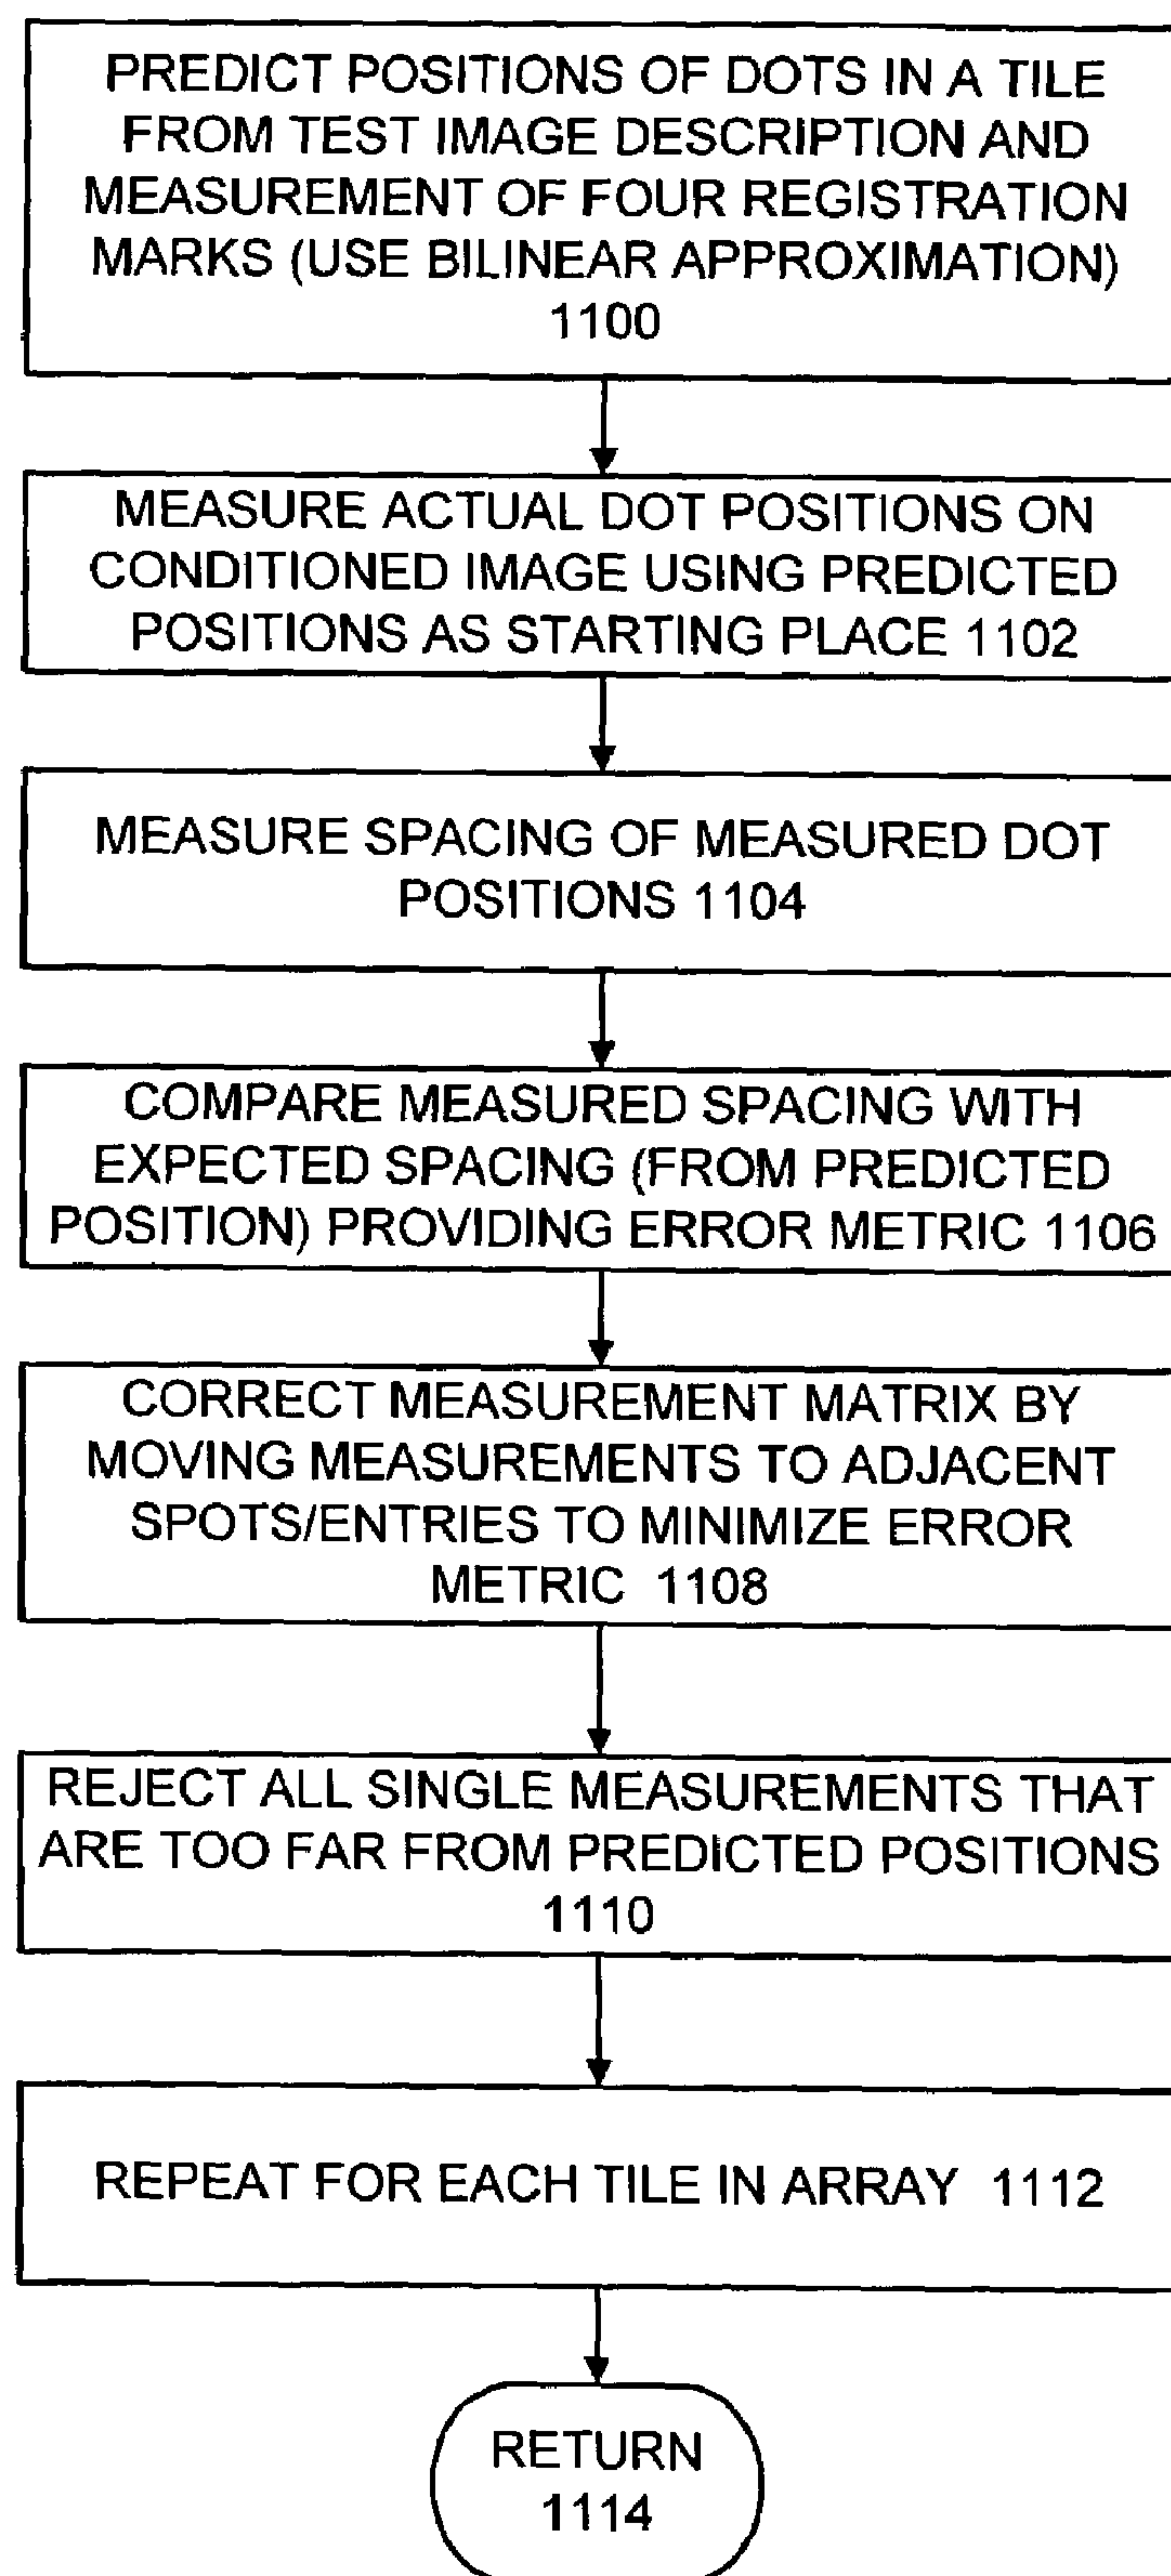 PREDICT POSITIONS OF DOTS IN A TILE
FROM TEST IMAGE DESCRIPTION AND
MEASUREMENT OF FOUR REGISTRATION
MARKS (USE BILINEAR APPROXIMATION)
1100
MEASURE ACTUAL DOT POSITIONS ON
CONDITIONED IMAGE USING PREDICTED
POSITIONS AS STARTING PLACE 1102
MEASURE SPACING OF MEASURED DOT
POSITIONS 1104
COMPARE MEASURED SPACING WITH
EXPECTED SPACING (FROM PREDICTED
POSITION) PROVIDING ERROR METRIC 1106
CORRECT MEASUREMENT MATRIX BY
MOVING MEASUREMENTS TO ADJACENT
SPOTS/ENTRIES TO MINIMIZE ERROR
METRIC 1108
REJECT ALL SINGLE MEASUREMENTS THAT
ARE TOO FAR FROM PREDICTED POSITIONS
1110
REPEAT FOR EACH TILE IN ARRAY 1112
RETURN
1114